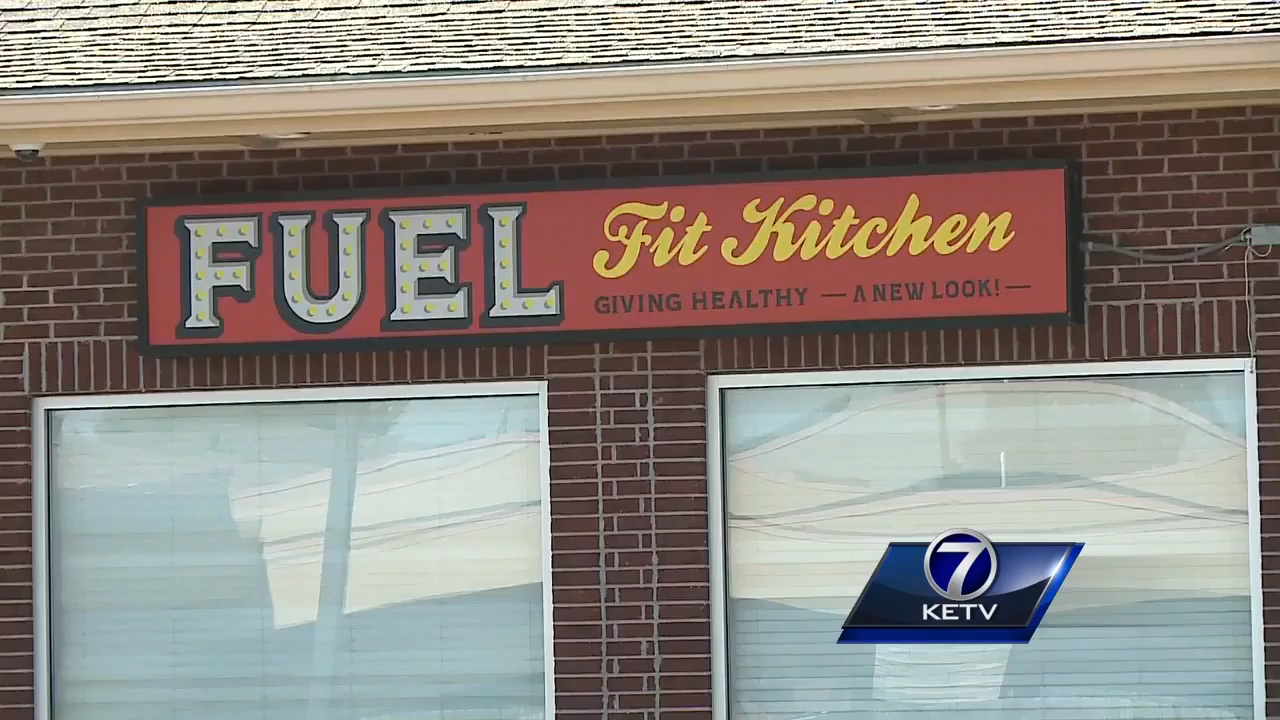 FUEL Fit Kitchen
GIVING HEALTHY — A NEW LOOK! —
7
KETV